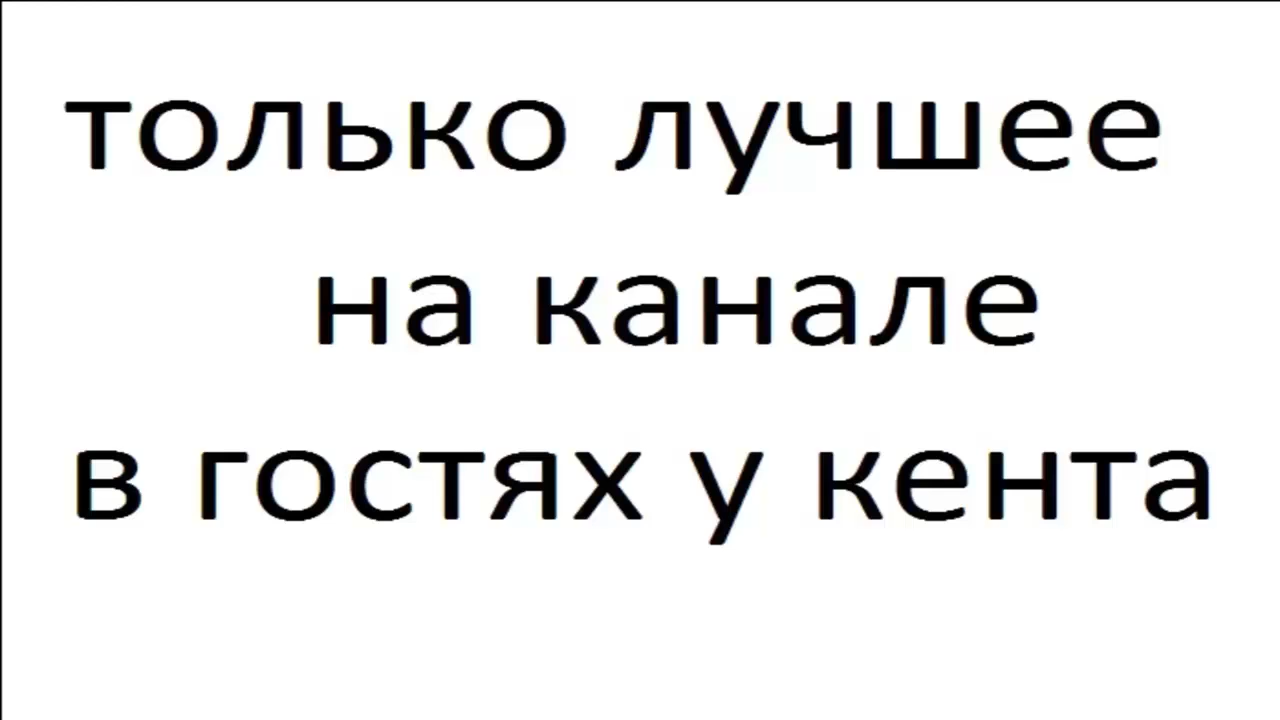 только лучшее
на канале
в гостях у кента